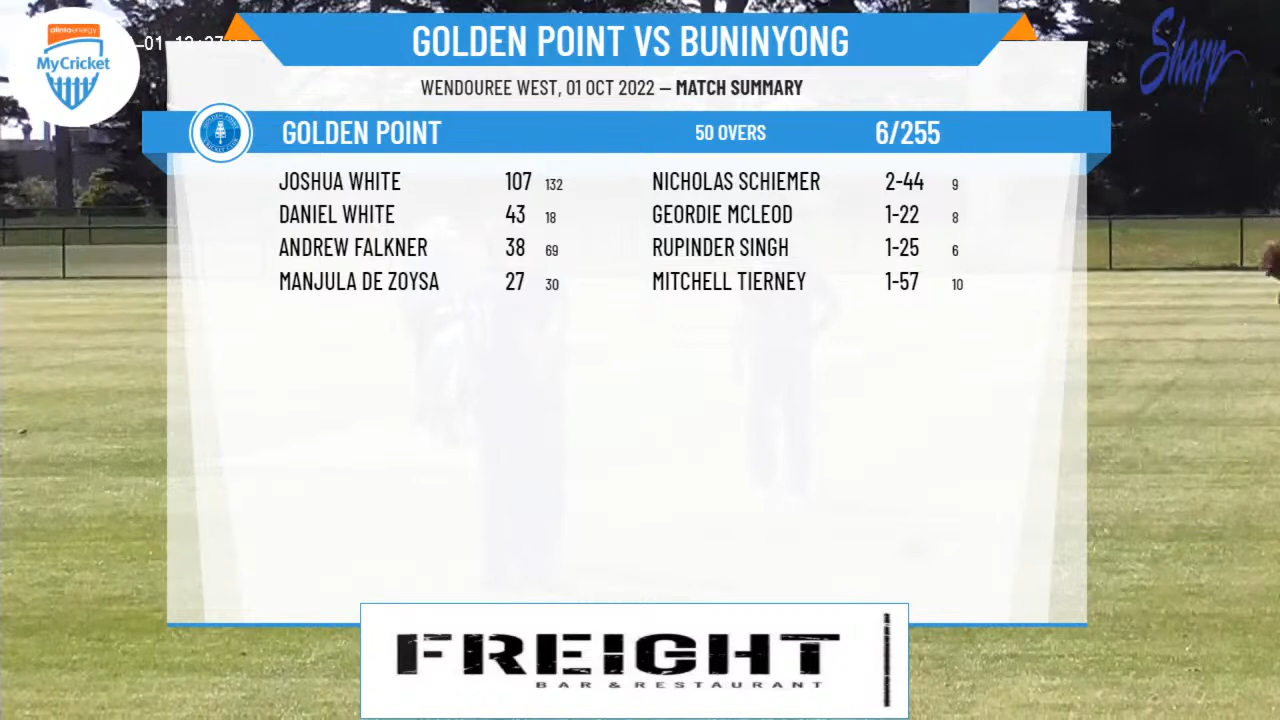 GOLDEN POINT VS BUNINYONG
alintaenergy
MyCricket
Sharp
WENDOUREE WEST, 01 OCT 2022 – MATCH SUMMARY
GOLDEN POINT 50 OVERS 6/255
JOSHUA WHITE 107 132 NICHOLAS SCHIEMER 2-44 9
DANIEL WHITE 43 18 GEORDIE MCLEOD 1-22 8
ANDREW FALKNER 38 69 RUPINDER SINGH 1-25 6
MANJULA DE ZOYSA 27 30 MITCHELL TIERNEY 1-57 10
FREIGHT
BAR & RESTAURANT